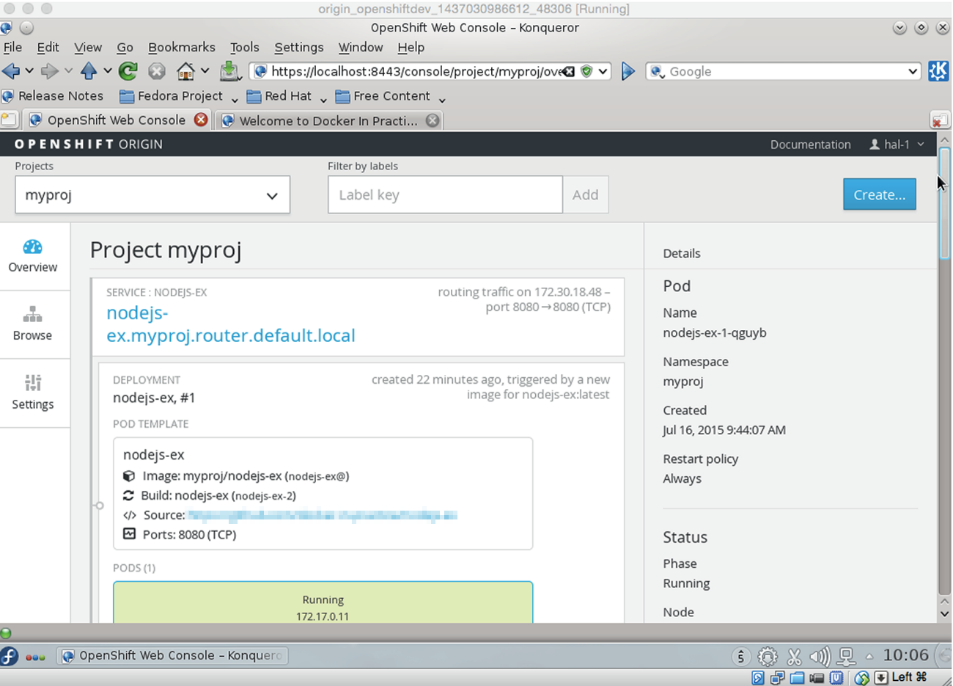 origin_openshiftdev_1437030986612_48306 [Running]
OpenShift Web Console – Konqueror
File Edit View Go Bookmarks Tools Settings Window Help
https://localhost:8443/console/project/myproj/ove
Google
Release Notes Fedora Project Red Hat Free Content
OpenShift Web Console Welcome to Docker In Practi...
OPENSHIFT ORIGIN Documentation hal-1
Projects Filter by labels
myproj Label key Add Create...
Overview
Browse
Settings
Project myproj
SERVICE : NODEJS-EX
nodejs-
ex.myproj.router.default.local
routing traffic on 172.30.18.48 –
port 8080→8080 (TCP)
DEPLOYMENT
nodejs-ex, #1
created 22 minutes ago, triggered by a new
image for nodejs-ex:latest
POD TEMPLATE
nodejs-ex
Image: myproj/nodejs-ex (nodejs-ex@)
Build: nodejs-ex (nodejs-ex-2)
</> Source:
Ports: 8080 (TCP)
PODS (1)
Running
172.17.0.11
Details
Pod
Name
nodejs-ex-1-qguyb
Namespace
myproj
Created
Jul 16, 2015 9:44:07 AM
Restart policy
Always
Status
Phase
Running
Node
OpenShift Web Console – Konquero
10:06
Left ⌘